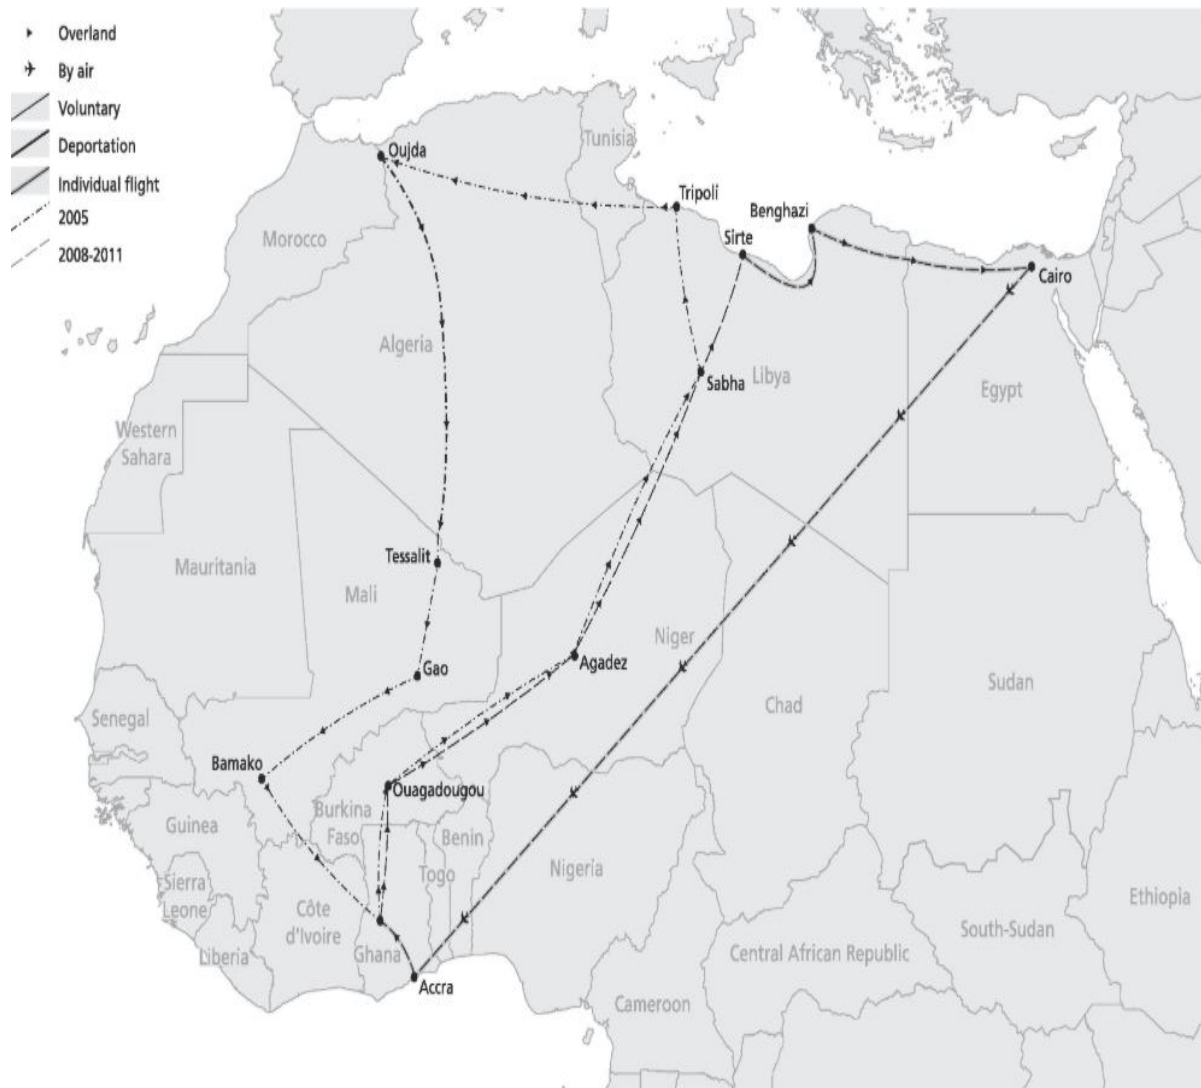 Overland
By air
Voluntary
Deportation
Individual flight
2005
2008-2011
Oujda
Tunisia
Tripoli
Benghazi
Sirte
Cairo
Morocco
Algeria
Sabha
Libya
Egypt
Western
Sahara
Tessalit
Mauritania
Mali
Niger
Gao
Agadez
Chad
Sudan
Senegal
Bamako
Ouagadougou
Burkina
Faso
Guinea
Benin
Togo
Nigeria
Sierra
Leone
Côte
d'Ivoire
Ghana
Liberia
Ethiopia
South-Sudan
Central African Republic
Accra
Cameroon